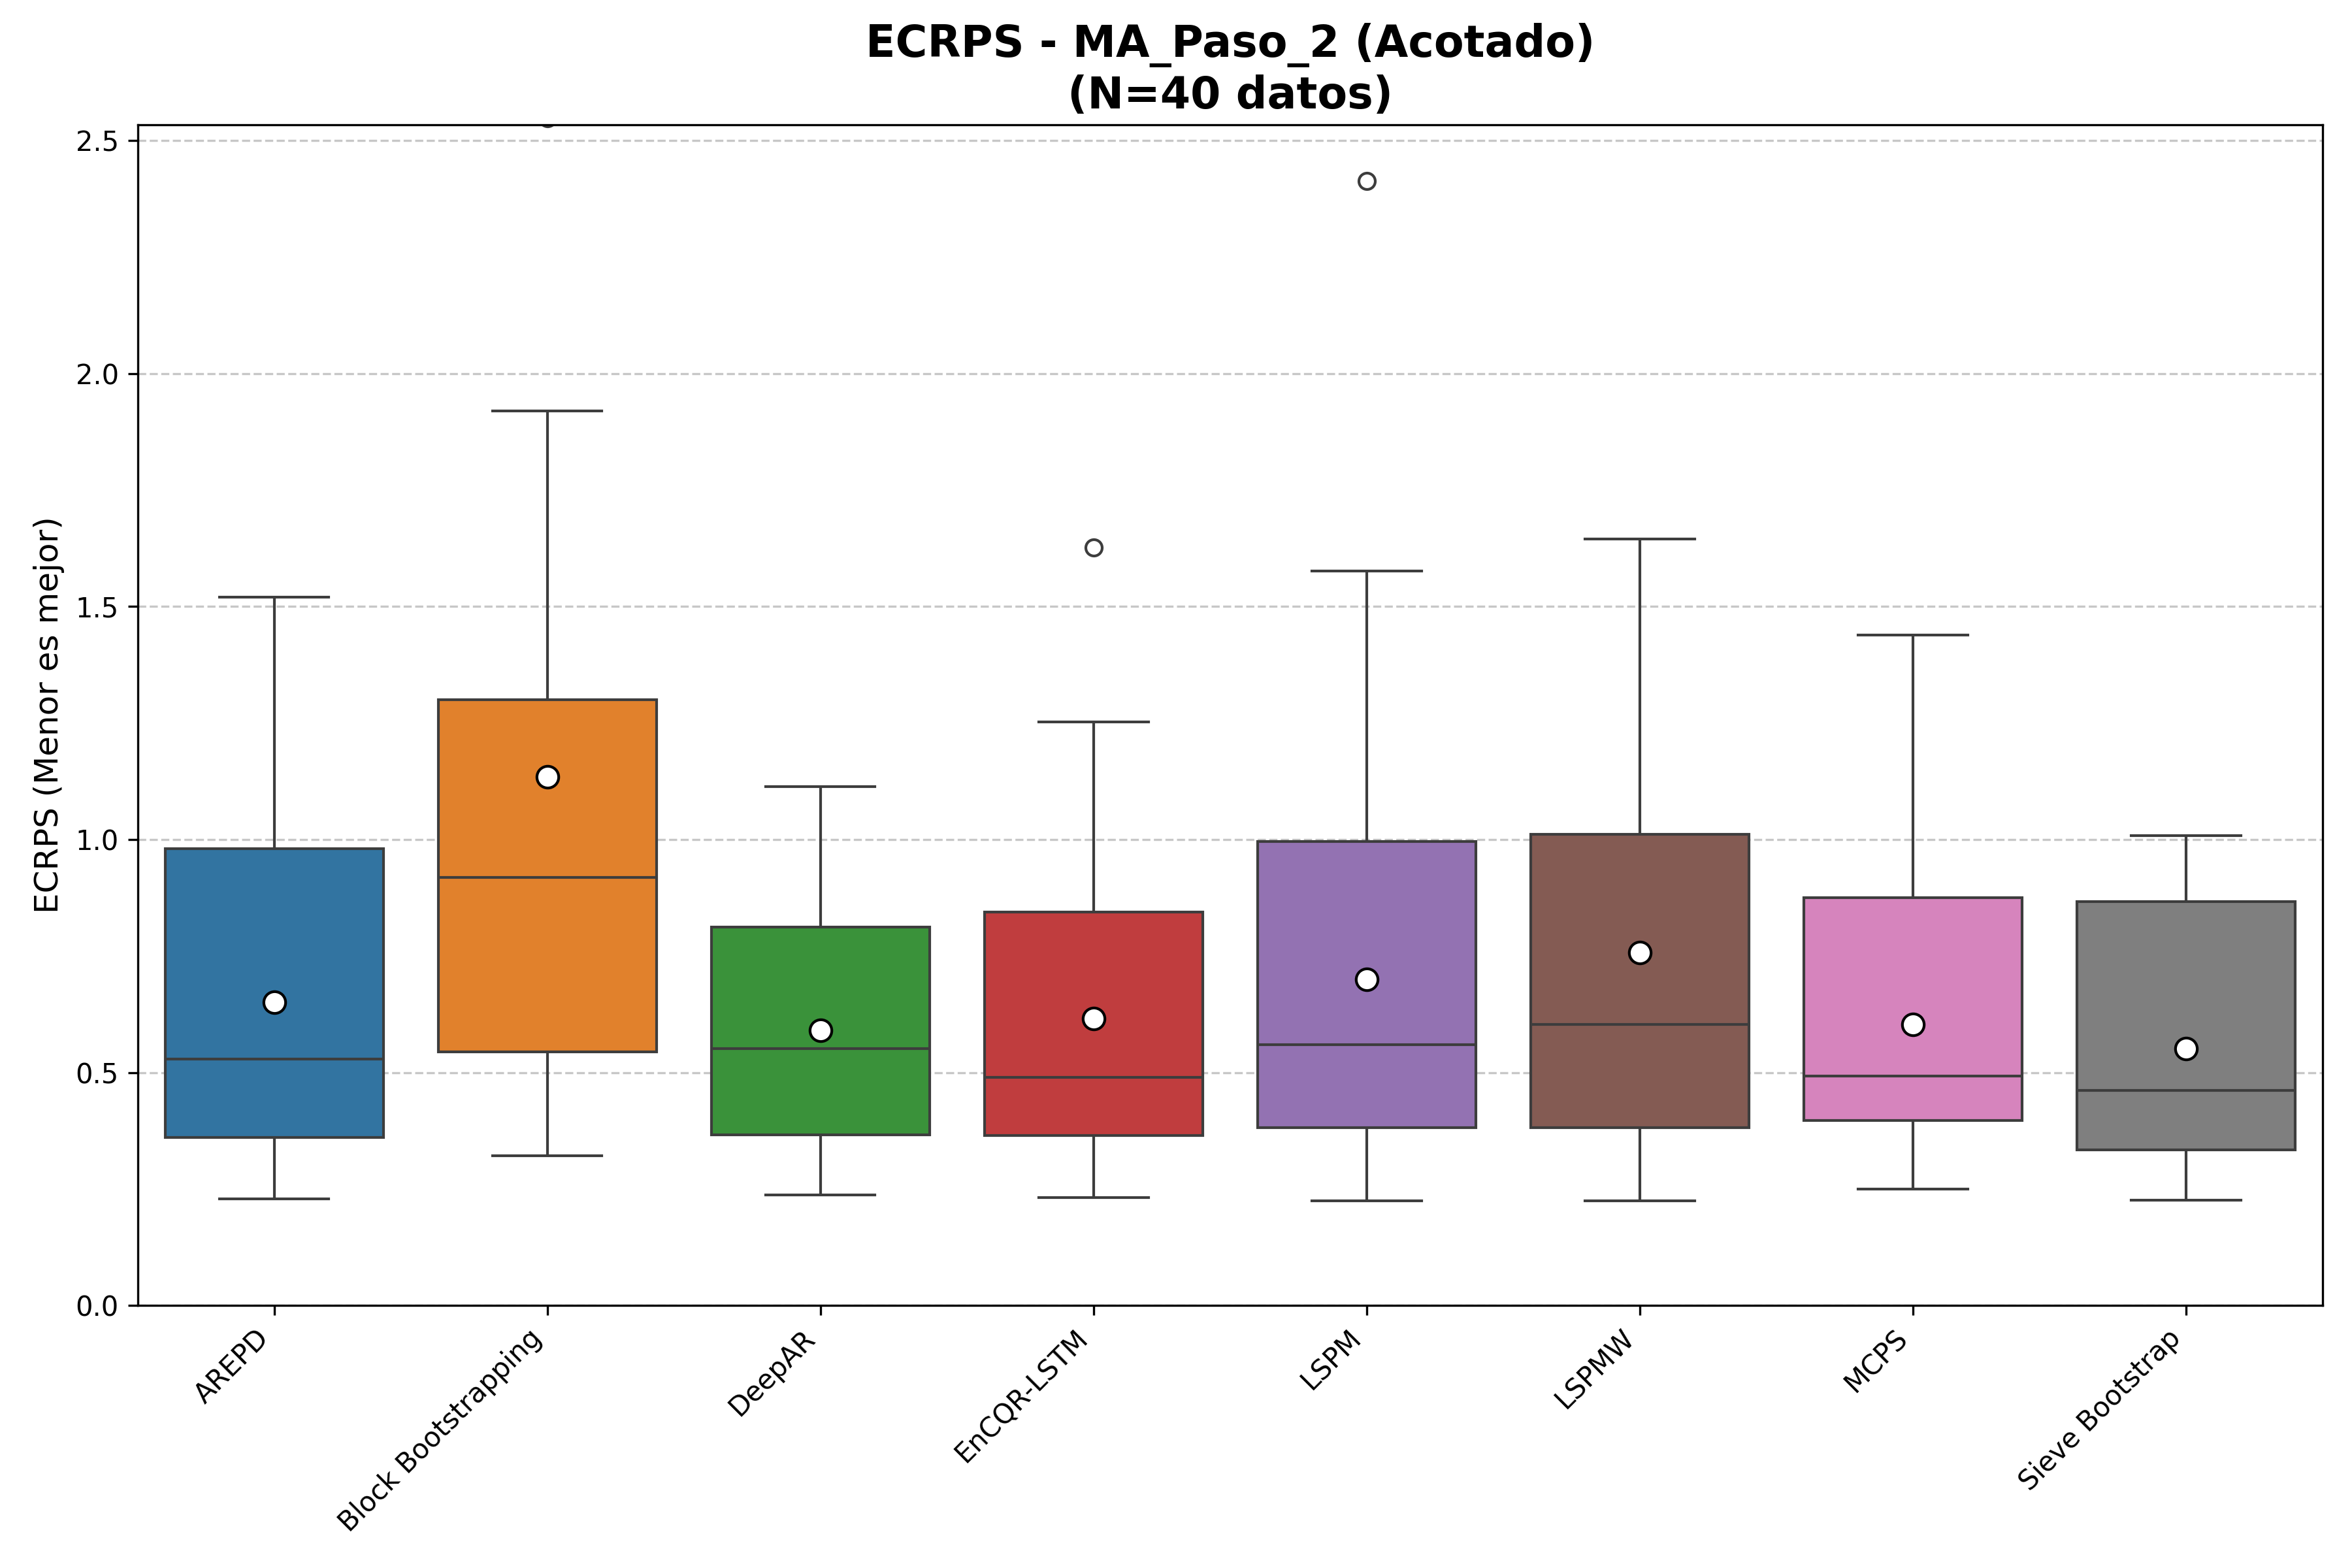 ECRPS - MA_Paso_2 (Acotado)
(N=40 datos)
ECRPS (Menor es mejor)
2.5
2.0
1.5
1.0
0.5
0.0
AREPD
Block Bootstrapping
DeepAR
EnCQR-LSTM
LSPM
LSPMW
MCPS
Sieve Bootstrap